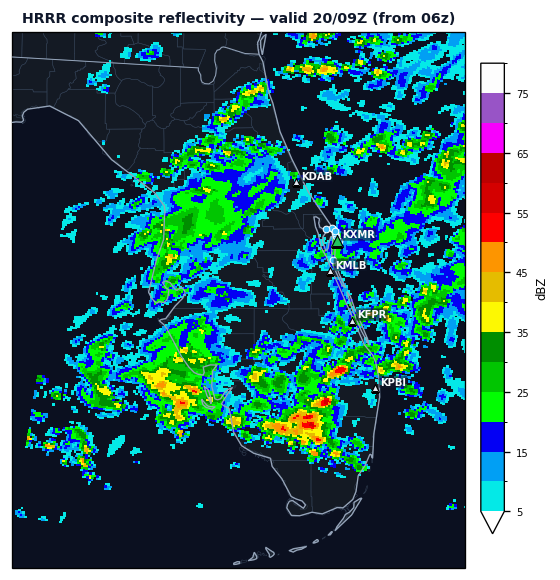 HRRR composite reflectivity — valid 20/09Z (from 06z)
KDAB
KXMR
KMLB
KFPR
KPBI
75
65
55
45
35
25
15
5
dBZ